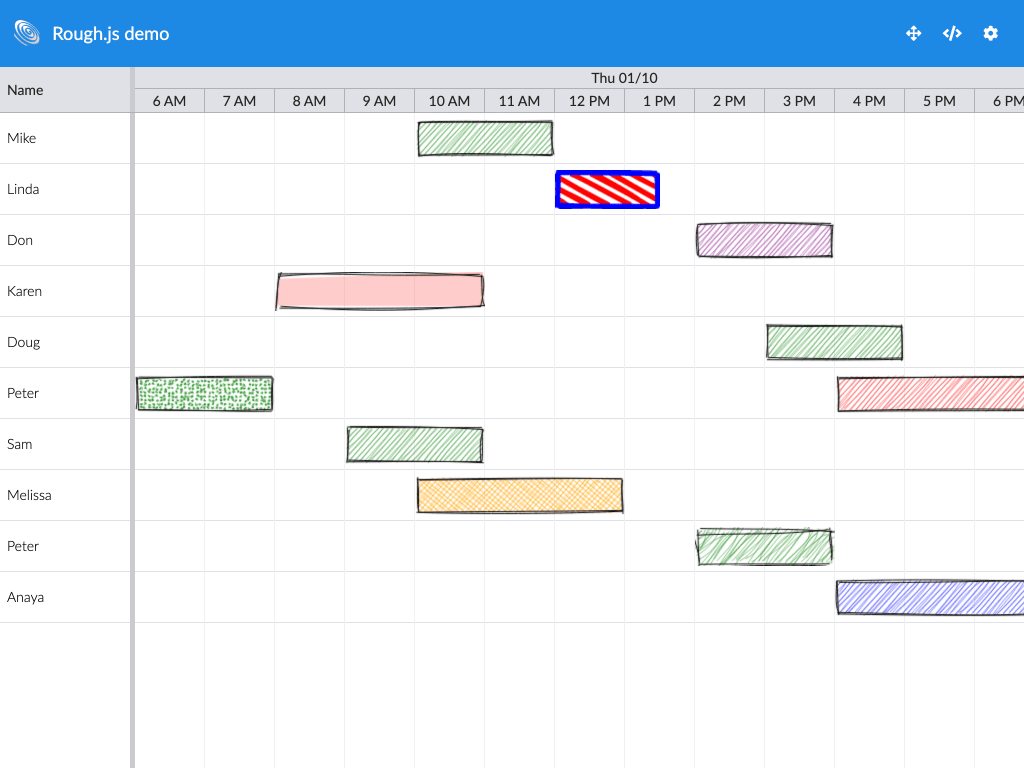 Rough.js demo
Name
Thu 01/10
6 AM 7 AM 8 AM 9 AM 10 AM 11 AM 12 PM 1 PM 2 PM 3 PM 4 PM 5 PM 6 PM
Mike
Linda
Don
Karen
Doug
Peter
Sam
Melissa
Peter
Anaya